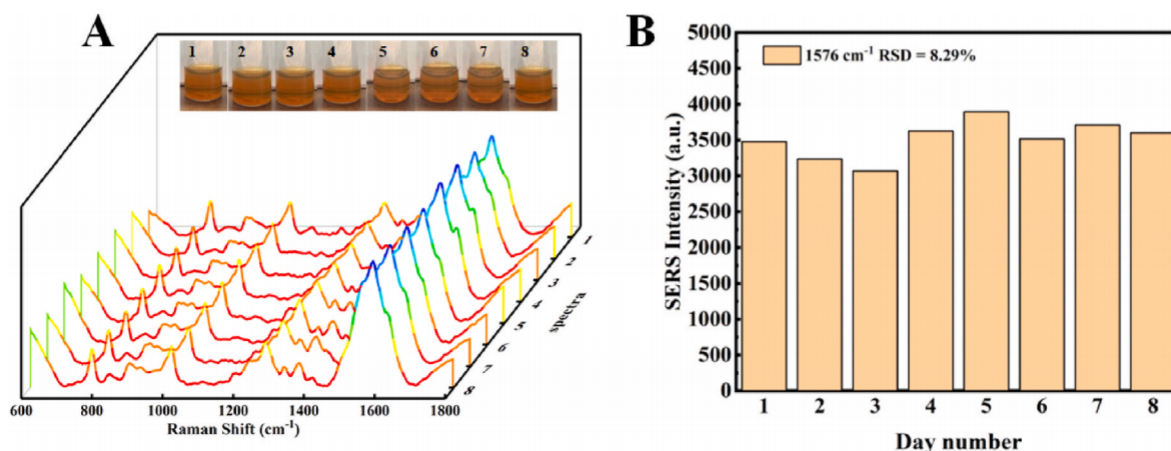 A
1 2 3 4 5 6 7 8
1
2
3
4
5
6
7
8
spectra
600 800 1000 1200 1400 1600 1800
Raman Shift (cm⁻¹)
B
5000
4500
4000
3500
3000
2500
2000
1500
1000
500
0
SERS Intensity (a.u.)
1576 cm⁻¹ RSD = 8.29%
1 2 3 4 5 6 7 8
Day number